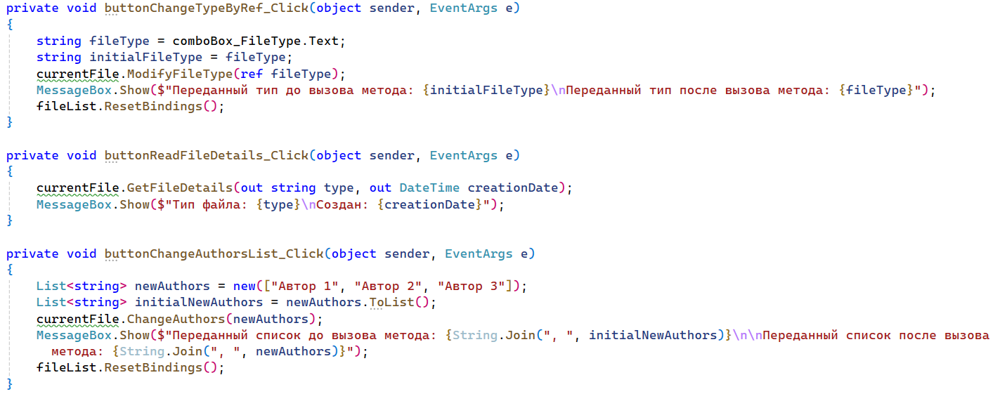 private void buttonChangeTypeByRef_Click(object sender, EventArgs e)
{
    string fileType = comboBox_FileType.Text;
    string initialFileType = fileType;
    currentFile.ModifyFileType(ref fileType);
    MessageBox.Show($"Переданный тип до вызова метода: {initialFileType}\nПереданный тип после вызова метода: {fileType}");
    fileList.ResetBindings();
}

private void buttonReadFileDetails_Click(object sender, EventArgs e)
{
    currentFile.GetFileDetails(out string type, out DateTime creationDate);
    MessageBox.Show($"Тип файла: {type}\nСоздан: {creationDate}");
}

private void buttonChangeAuthorsList_Click(object sender, EventArgs e)
{
    List<string> newAuthors = new(["Автор 1", "Автор 2", "Автор 3"]);
    List<string> initialNewAuthors = newAuthors.ToList();
    currentFile.ChangeAuthors(newAuthors);
    MessageBox.Show($"Переданный список до вызова метода: {String.Join(", ", initialNewAuthors)}\n\nПереданный список после вызова
      метода: {String.Join(", ", newAuthors)}");
    fileList.ResetBindings();
}